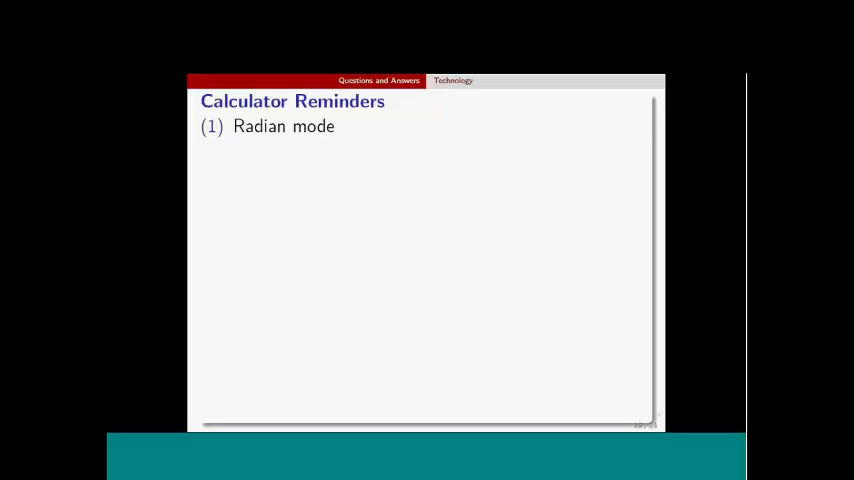 Questions and Answers Technology
Calculator Reminders
(1) Radian mode